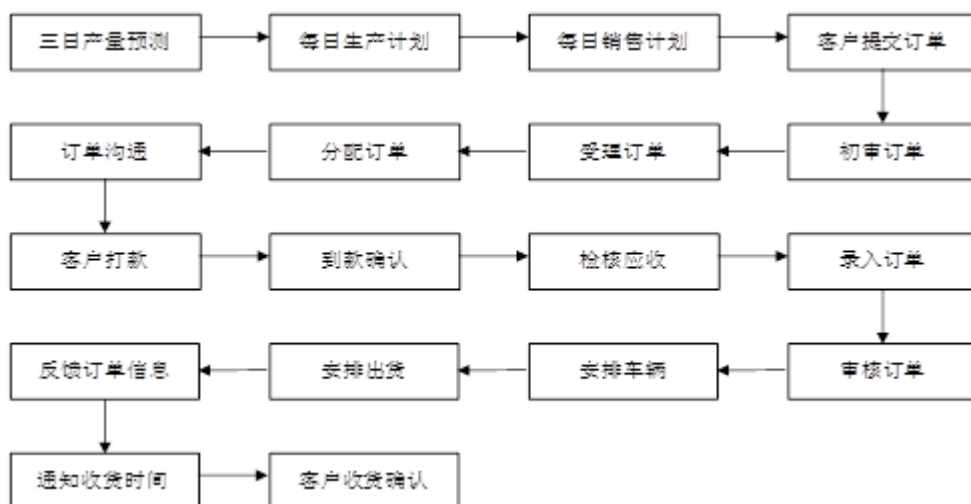 三日产量预测
每日生产计划
每日销售计划
客户提交订单
初审订单
受理订单
分配订单
订单沟通
客户打款
到款确认
检核应收
录入订单
审核订单
安排车辆
安排出货
反馈订单信息
通知收货时间
客户收货确认